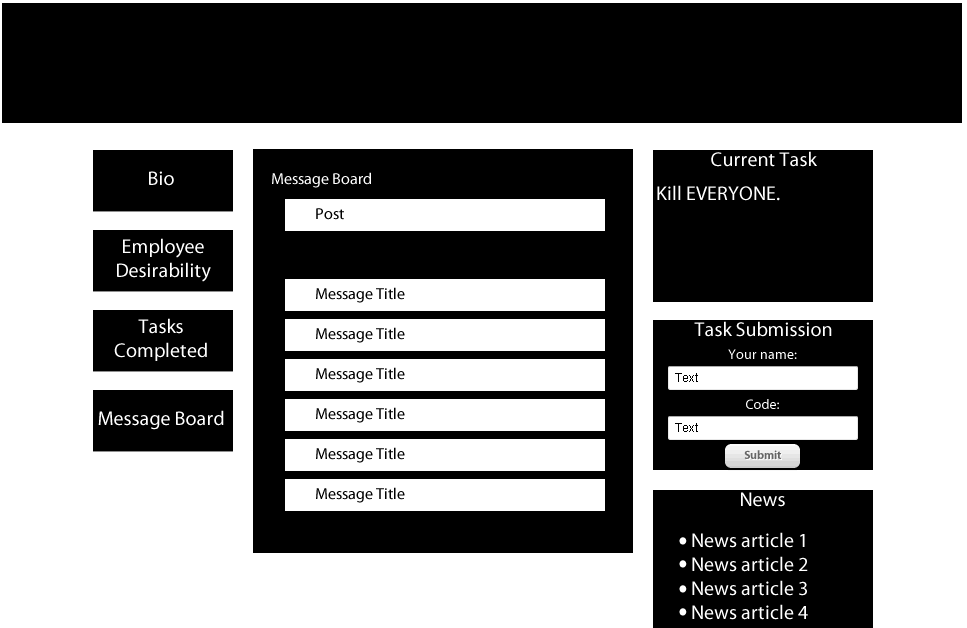 Bio
Employee
Desirability
Tasks
Completed
Message Board
Message Board
Post
Message Title
Message Title
Message Title
Message Title
Message Title
Message Title
Current Task
Kill EVERYONE.
Task Submission
Your name:
Text
Code:
Text
Submit
News
• News article 1
• News article 2
• News article 3
• News article 4